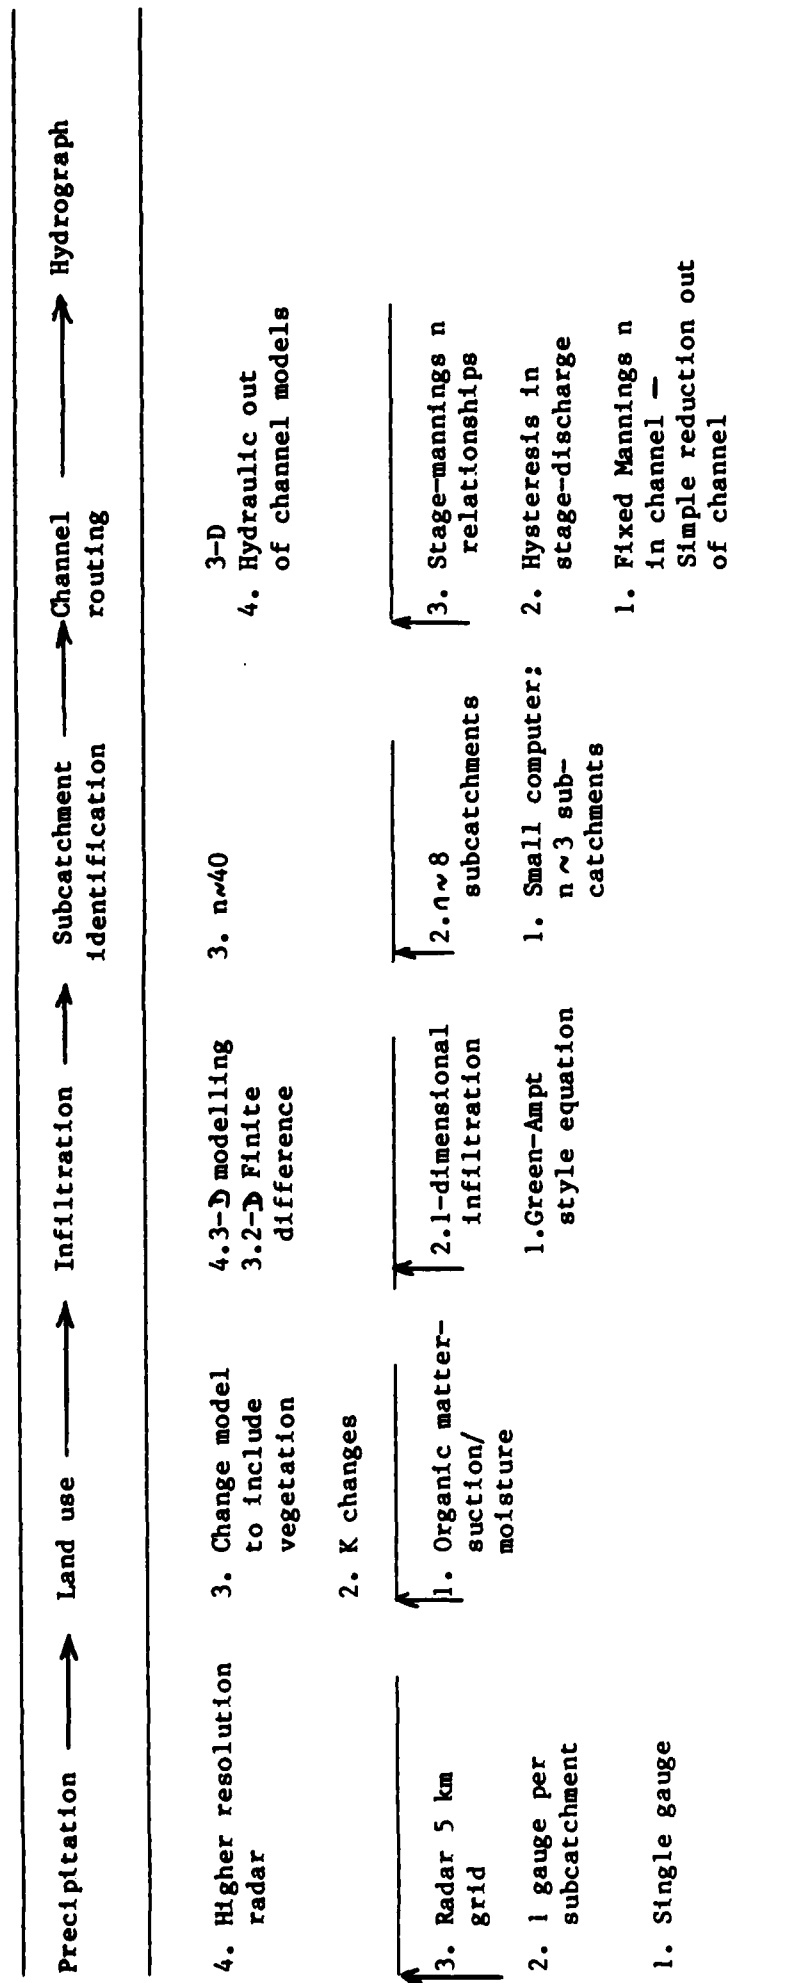 Precipitation ⟶ Land use ⟶ Infiltration ⟶ Subcatchment identification ⟶ Channel routing ⟶ Hydrograph
4. Higher resolution
radar
3. Radar 5 km
grid
2. 1 gauge per
subcatchment
1. Single gauge
3. Change model
to include
vegetation
2. K changes
1. Organic matter-
suction/
moisture
4.3-D modelling
3.2-D Finite
difference
2.1-dimensional
infiltration
1.Green-Ampt
style equation
3. n~40
2.n~8
subcatchments
1. Small computer:
n~3 sub-
catchments
3-D
4. Hydraulic out
of channel models
3. Stage-mannings n
relationships
2. Hysteresis in
stage-discharge
1. Fixed Mannings n
in channel —
Simple reduction out
of channel